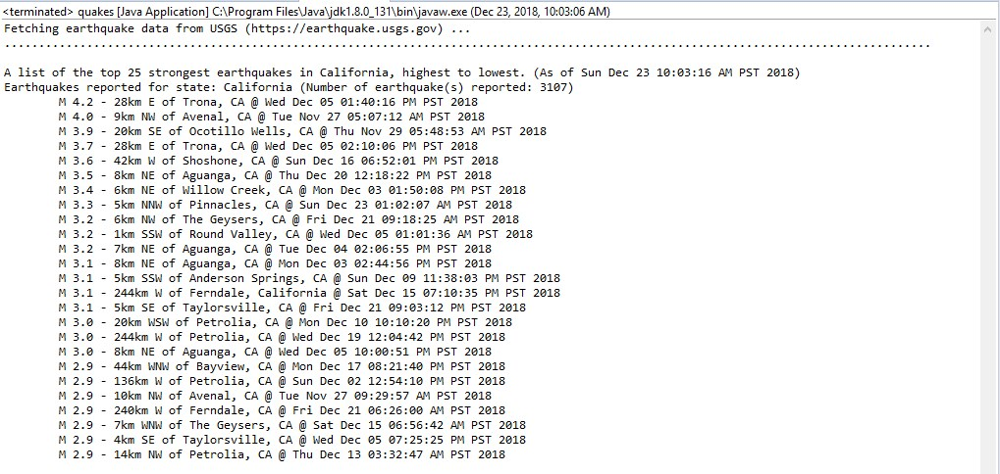 <terminated> quakes [Java Application] C:\Program Files\Java\jdk1.8.0_131\bin\javaw.exe (Dec 23, 2018, 10:03:06 AM)
Fetching earthquake data from USGS (https://earthquake.usgs.gov) ...
.......................................................................................................................................
A list of the top 25 strongest earthquakes in California, highest to lowest. (As of Sun Dec 23 10:03:16 AM PST 2018)
Earthquakes reported for state: California (Number of earthquake(s) reported: 3107)
M 4.2 - 28km E of Trona, CA @ Wed Dec 05 01:40:16 PM PST 2018
M 4.0 - 9km NW of Avenal, CA @ Tue Nov 27 05:07:12 AM PST 2018
M 3.9 - 20km SE of Ocotillo Wells, CA @ Thu Nov 29 05:48:53 AM PST 2018
M 3.7 - 28km E of Trona, CA @ Wed Dec 05 02:10:06 PM PST 2018
M 3.6 - 42km W of Shoshone, CA @ Sun Dec 16 06:52:01 PM PST 2018
M 3.5 - 8km NE of Aguanga, CA @ Thu Dec 20 12:18:22 PM PST 2018
M 3.4 - 6km NE of Willow Creek, CA @ Mon Dec 03 01:50:08 PM PST 2018
M 3.3 - 5km NNW of Pinnacles, CA @ Sun Dec 23 01:02:07 AM PST 2018
M 3.2 - 6km NW of The Geysers, CA @ Fri Dec 21 09:18:25 AM PST 2018
M 3.2 - 1km SSW of Round Valley, CA @ Wed Dec 05 01:01:36 AM PST 2018
M 3.2 - 7km NE of Aguanga, CA @ Tue Dec 04 02:06:55 PM PST 2018
M 3.1 - 8km NE of Aguanga, CA @ Mon Dec 03 02:44:56 PM PST 2018
M 3.1 - 5km SSW of Anderson Springs, CA @ Sun Dec 09 11:38:03 PM PST 2018
M 3.1 - 244km W of Ferndale, California @ Sat Dec 15 07:10:35 PM PST 2018
M 3.1 - 5km SE of Taylorsville, CA @ Fri Dec 21 09:03:12 PM PST 2018
M 3.0 - 20km WSW of Petrolia, CA @ Mon Dec 10 10:10:20 PM PST 2018
M 3.0 - 244km W of Petrolia, CA @ Wed Dec 19 12:04:42 PM PST 2018
M 3.0 - 8km NE of Aguanga, CA @ Wed Dec 05 10:00:51 PM PST 2018
M 2.9 - 44km WNW of Bayview, CA @ Mon Dec 17 08:21:40 PM PST 2018
M 2.9 - 136km W of Petrolia, CA @ Sun Dec 02 12:54:10 PM PST 2018
M 2.9 - 10km NW of Avenal, CA @ Tue Nov 27 09:29:57 AM PST 2018
M 2.9 - 240km W of Ferndale, CA @ Fri Dec 21 06:26:00 AM PST 2018
M 2.9 - 7km WNW of The Geysers, CA @ Sat Dec 15 06:56:42 AM PST 2018
M 2.9 - 4km SE of Taylorsville, CA @ Wed Dec 05 07:25:25 PM PST 2018
M 2.9 - 14km NW of Petrolia, CA @ Thu Dec 13 03:32:47 AM PST 2018